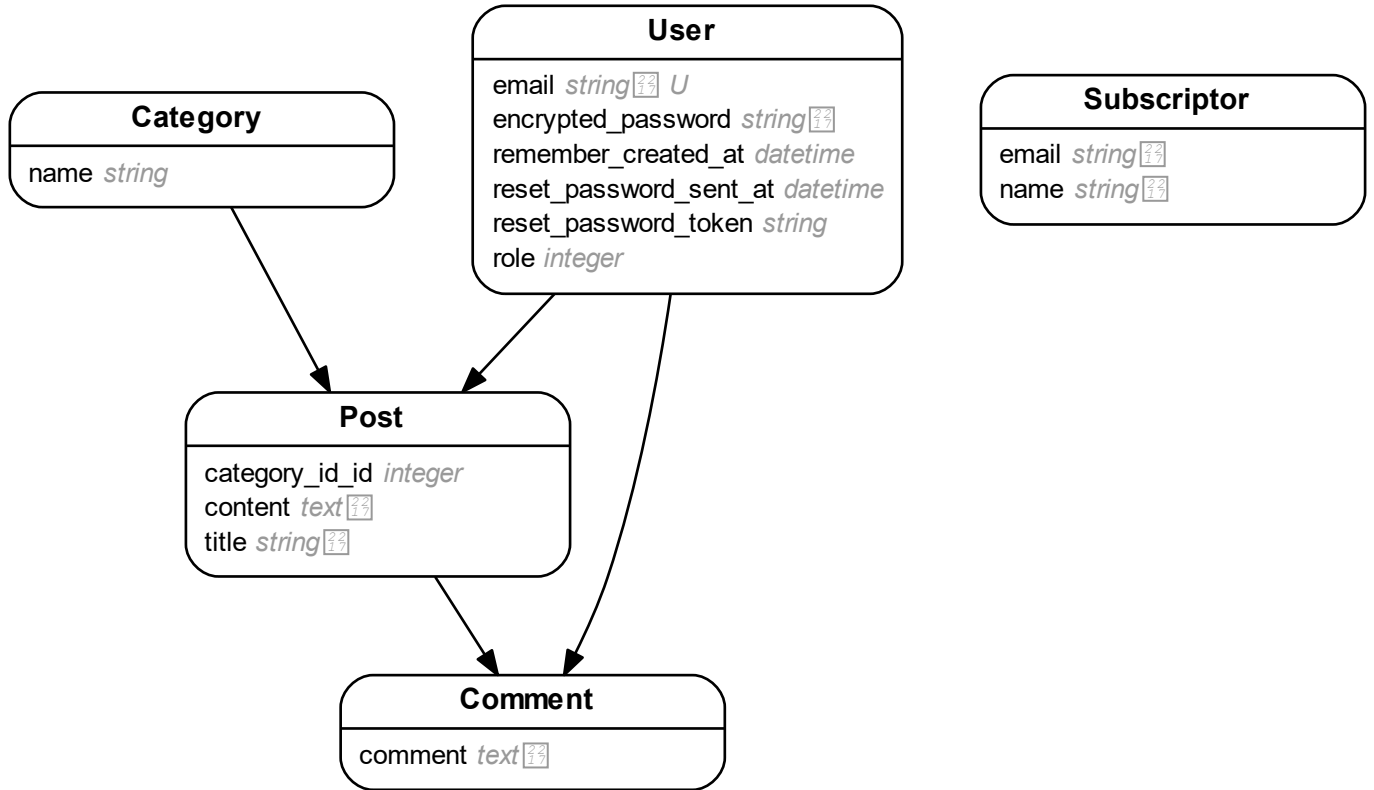 User
email string∗ U
encrypted_password string∗
remember_created_at datetime
reset_password_sent_at datetime
reset_password_token string
role integer
Category
name string
Subscriptor
email string∗
name string∗
Post
category_id_id integer
content text∗
title string∗
Comment
comment text∗